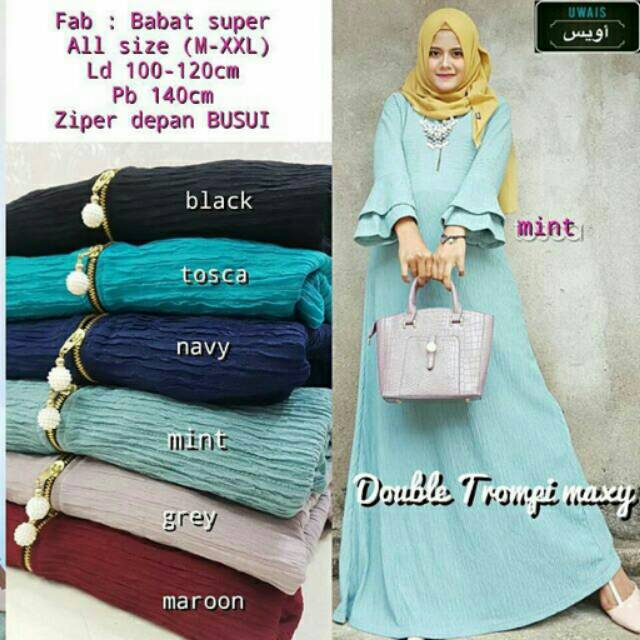 Fab : Babat super
All size (M-XXL)
Ld 100-120cm
Pb 140cm
Ziper depan BUSUI
UWAIS
أويس
black
tosca
navy
mint
grey
maroon
mint
Double Trompi maxy